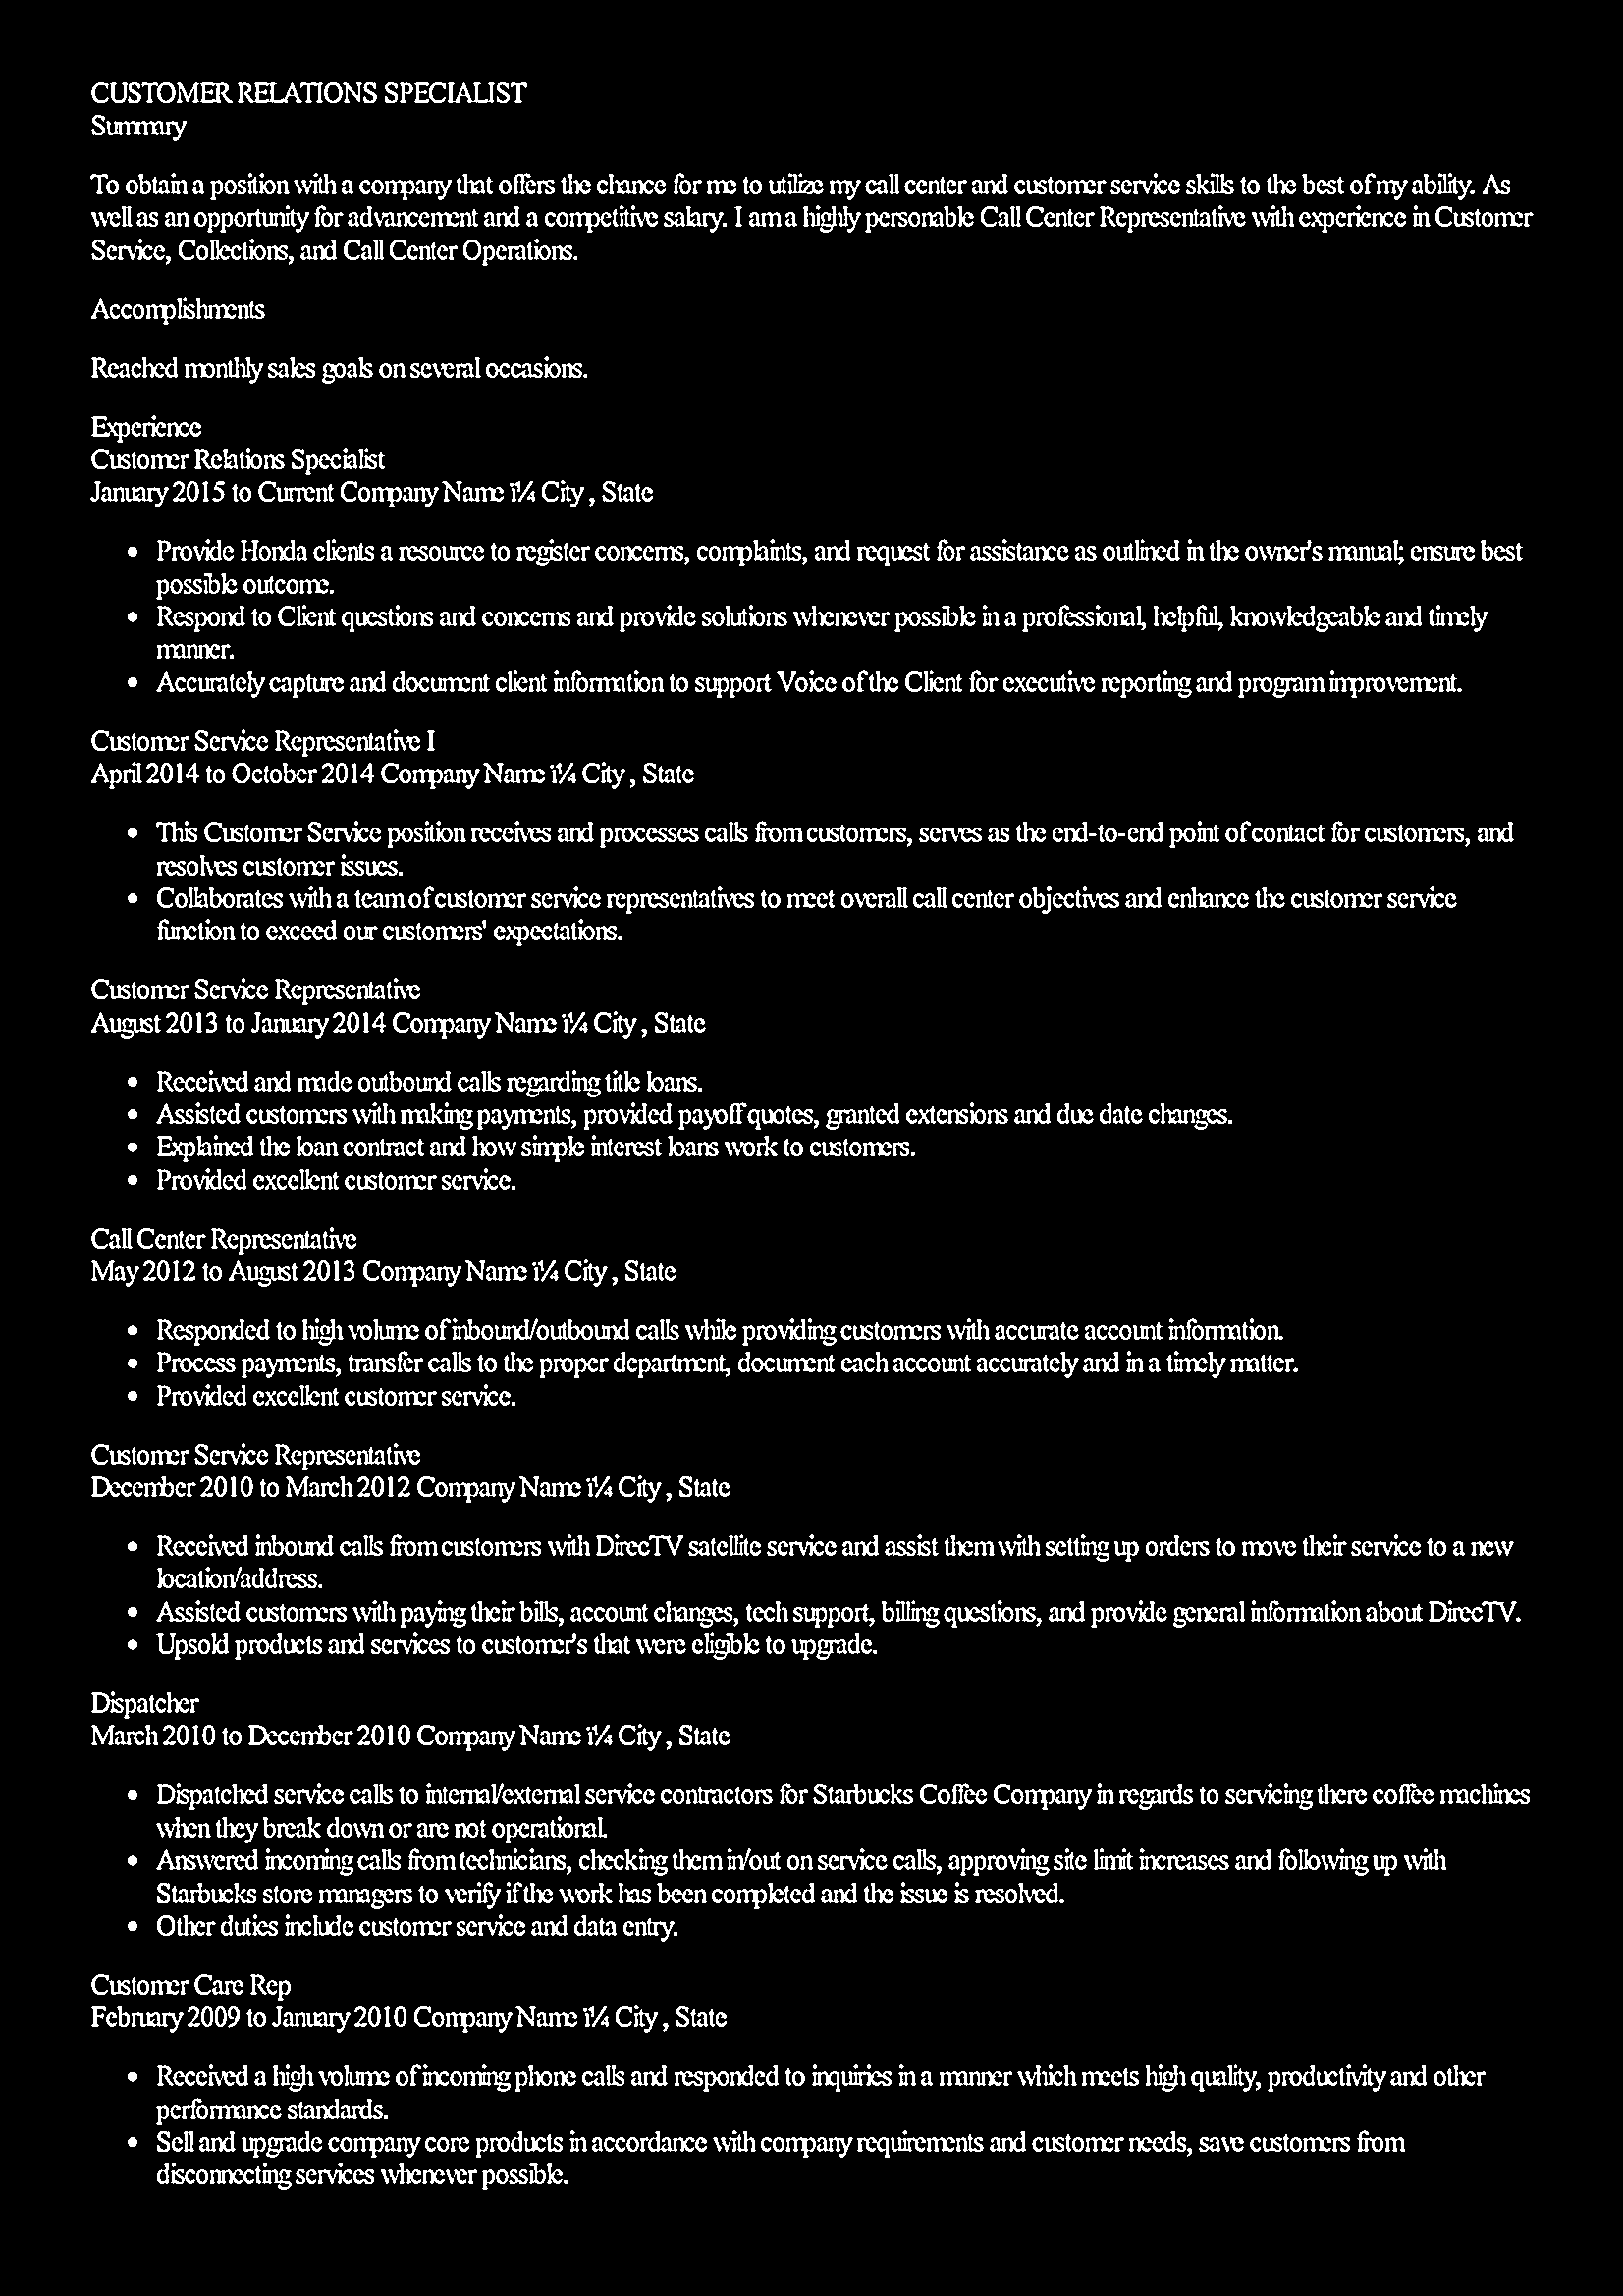 CUSTOMER RELATIONS SPECIALIST
Summary
To obtain a position with a company that offers the chance for me to utilize my call center and customer service skills to the best of my ability. As
well as an opportunity for advancement and a competitive salary. I am a highly personable Call Center Representative with experience in Customer
Service, Collections, and Call Center Operations.
Accomplishments
Reached monthly sales goals on several occasions.
Experience
Customer Relations Specialist
January 2015 to Current Company Name ï¼ City , State
• Provide Honda clients a resource to register concerns, complaints, and request for assistance as outlined in the owner's manual; ensure best
possible outcome.
• Respond to Client questions and concerns and provide solutions whenever possible in a professional, helpful, knowledgeable and timely
manner.
• Accurately capture and document client information to support Voice of the Client for executive reporting and program improvement.
Customer Service Representative I
April 2014 to October 2014 Company Name ï¼ City , State
• This Customer Service position receives and processes calls from customers, serves as the end-to-end point of contact for customers, and
resolves customer issues.
• Collaborates with a team of customer service representatives to meet overall call center objectives and enhance the customer service
function to exceed our customers' expectations.
Customer Service Representative
August 2013 to January 2014 Company Name ï¼ City , State
• Received and made outbound calls regarding title loans.
• Assisted customers with making payments, provided payoff quotes, granted extensions and due date changes.
• Explained the loan contract and how simple interest loans work to customers.
• Provided excellent customer service.
Call Center Representative
May 2012 to August 2013 Company Name ï¼ City , State
• Responded to high volume of inbound/outbound calls while providing customers with accurate account information.
• Process payments, transfer calls to the proper department, document each account accurately and in a timely matter.
• Provided excellent customer service.
Customer Service Representative
December 2010 to March 2012 Company Name ï¼ City , State
• Received inbound calls from customers with DirecTV satellite service and assist them with setting up orders to move their service to a new
location/address.
• Assisted customers with paying their bills, account changes, tech support, billing questions, and provide general information about DirecTV.
• Upsold products and services to customer's that were eligible to upgrade.
Dispatcher
March 2010 to December 2010 Company Name ï¼ City , State
• Dispatched service calls to internal/external service contractors for Starbucks Coffee Company in regards to servicing there coffee machines
when they break down or are not operational.
• Answered incoming calls from technicians, checking them in/out on service calls, approving site limit increases and following up with
Starbucks store managers to verify if the work has been completed and the issue is resolved.
• Other duties include customer service and data entry.
Customer Care Rep
February 2009 to January 2010 Company Name ï¼ City , State
• Received a high volume of incoming phone calls and responded to inquiries in a manner which meets high quality, productivity and other
performance standards.
• Sell and upgrade company core products in accordance with company requirements and customer needs, save customers from
disconnecting services whenever possible.